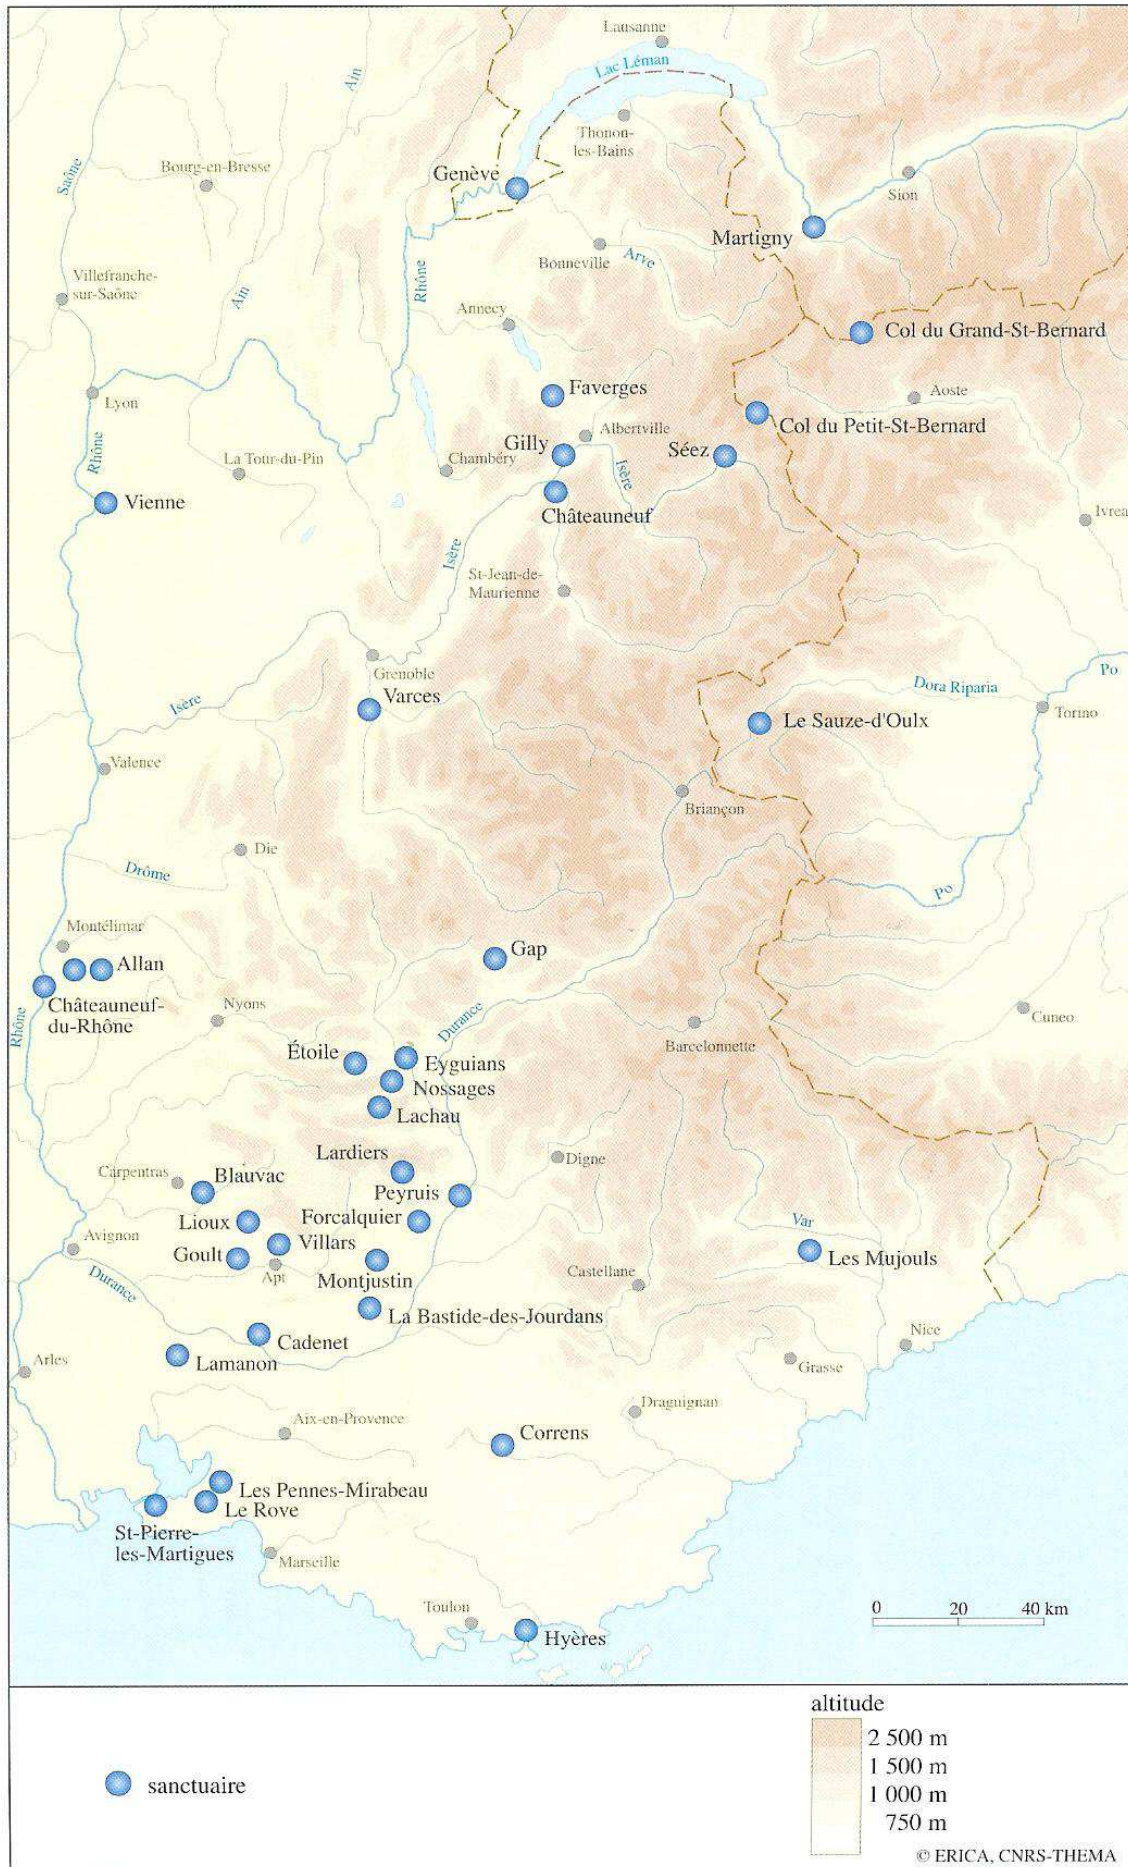 Lausanne
Lac Léman
Ain
Thonon-
les-Bains
Saône
Bourg-en-Bresse
Genève
Sion
Martigny
Bonneville
Arve
Rhône
Villefranche-
sur-Saône
Ain
Annecy
Col du Grand-St-Bernard
Faverges
Aoste
Lyon
Col du Petit-St-Bernard
Albertville
Gilly
Séez
Rhône
La Tour-du-Pin
Chambéry
Isère
Vienne
Châteauneuf
Ivrea
Isère
St-Jean-de-
Maurienne
Grenoble
Po
Isère
Varces
Dora Riparia
Le Sauze-d'Oulx
Torino
Valence
Briançon
Die
Drôme
Po
Montélimar
Gap
Allan
Châteauneuf-
du-Rhône
Nyons
Durance
Rhône
Cuneo
Barcelonnette
Étoile
Eyguians
Nossages
Lachau
Lardiers
Digne
Carpentras
Blauvac
Peyruis
Lioux
Forcalquier
Var
Avignon
Villars
Goult
Les Mujouls
Apt
Montjustin
Castellane
Durance
La Bastide-des-Jourdans
Cadenet
Nice
Arles
Lamanon
Grasse
Draguignan
Aix-en-Provence
Correns
Les Pennes-Mirabeau
Le Rove
St-Pierre-
les-Martigues
Marseille
Toulon
0 20 40 km
Hyères
altitude
2 500 m
1 500 m
1 000 m
750 m
sanctuaire
© ERICA, CNRS-THEMA